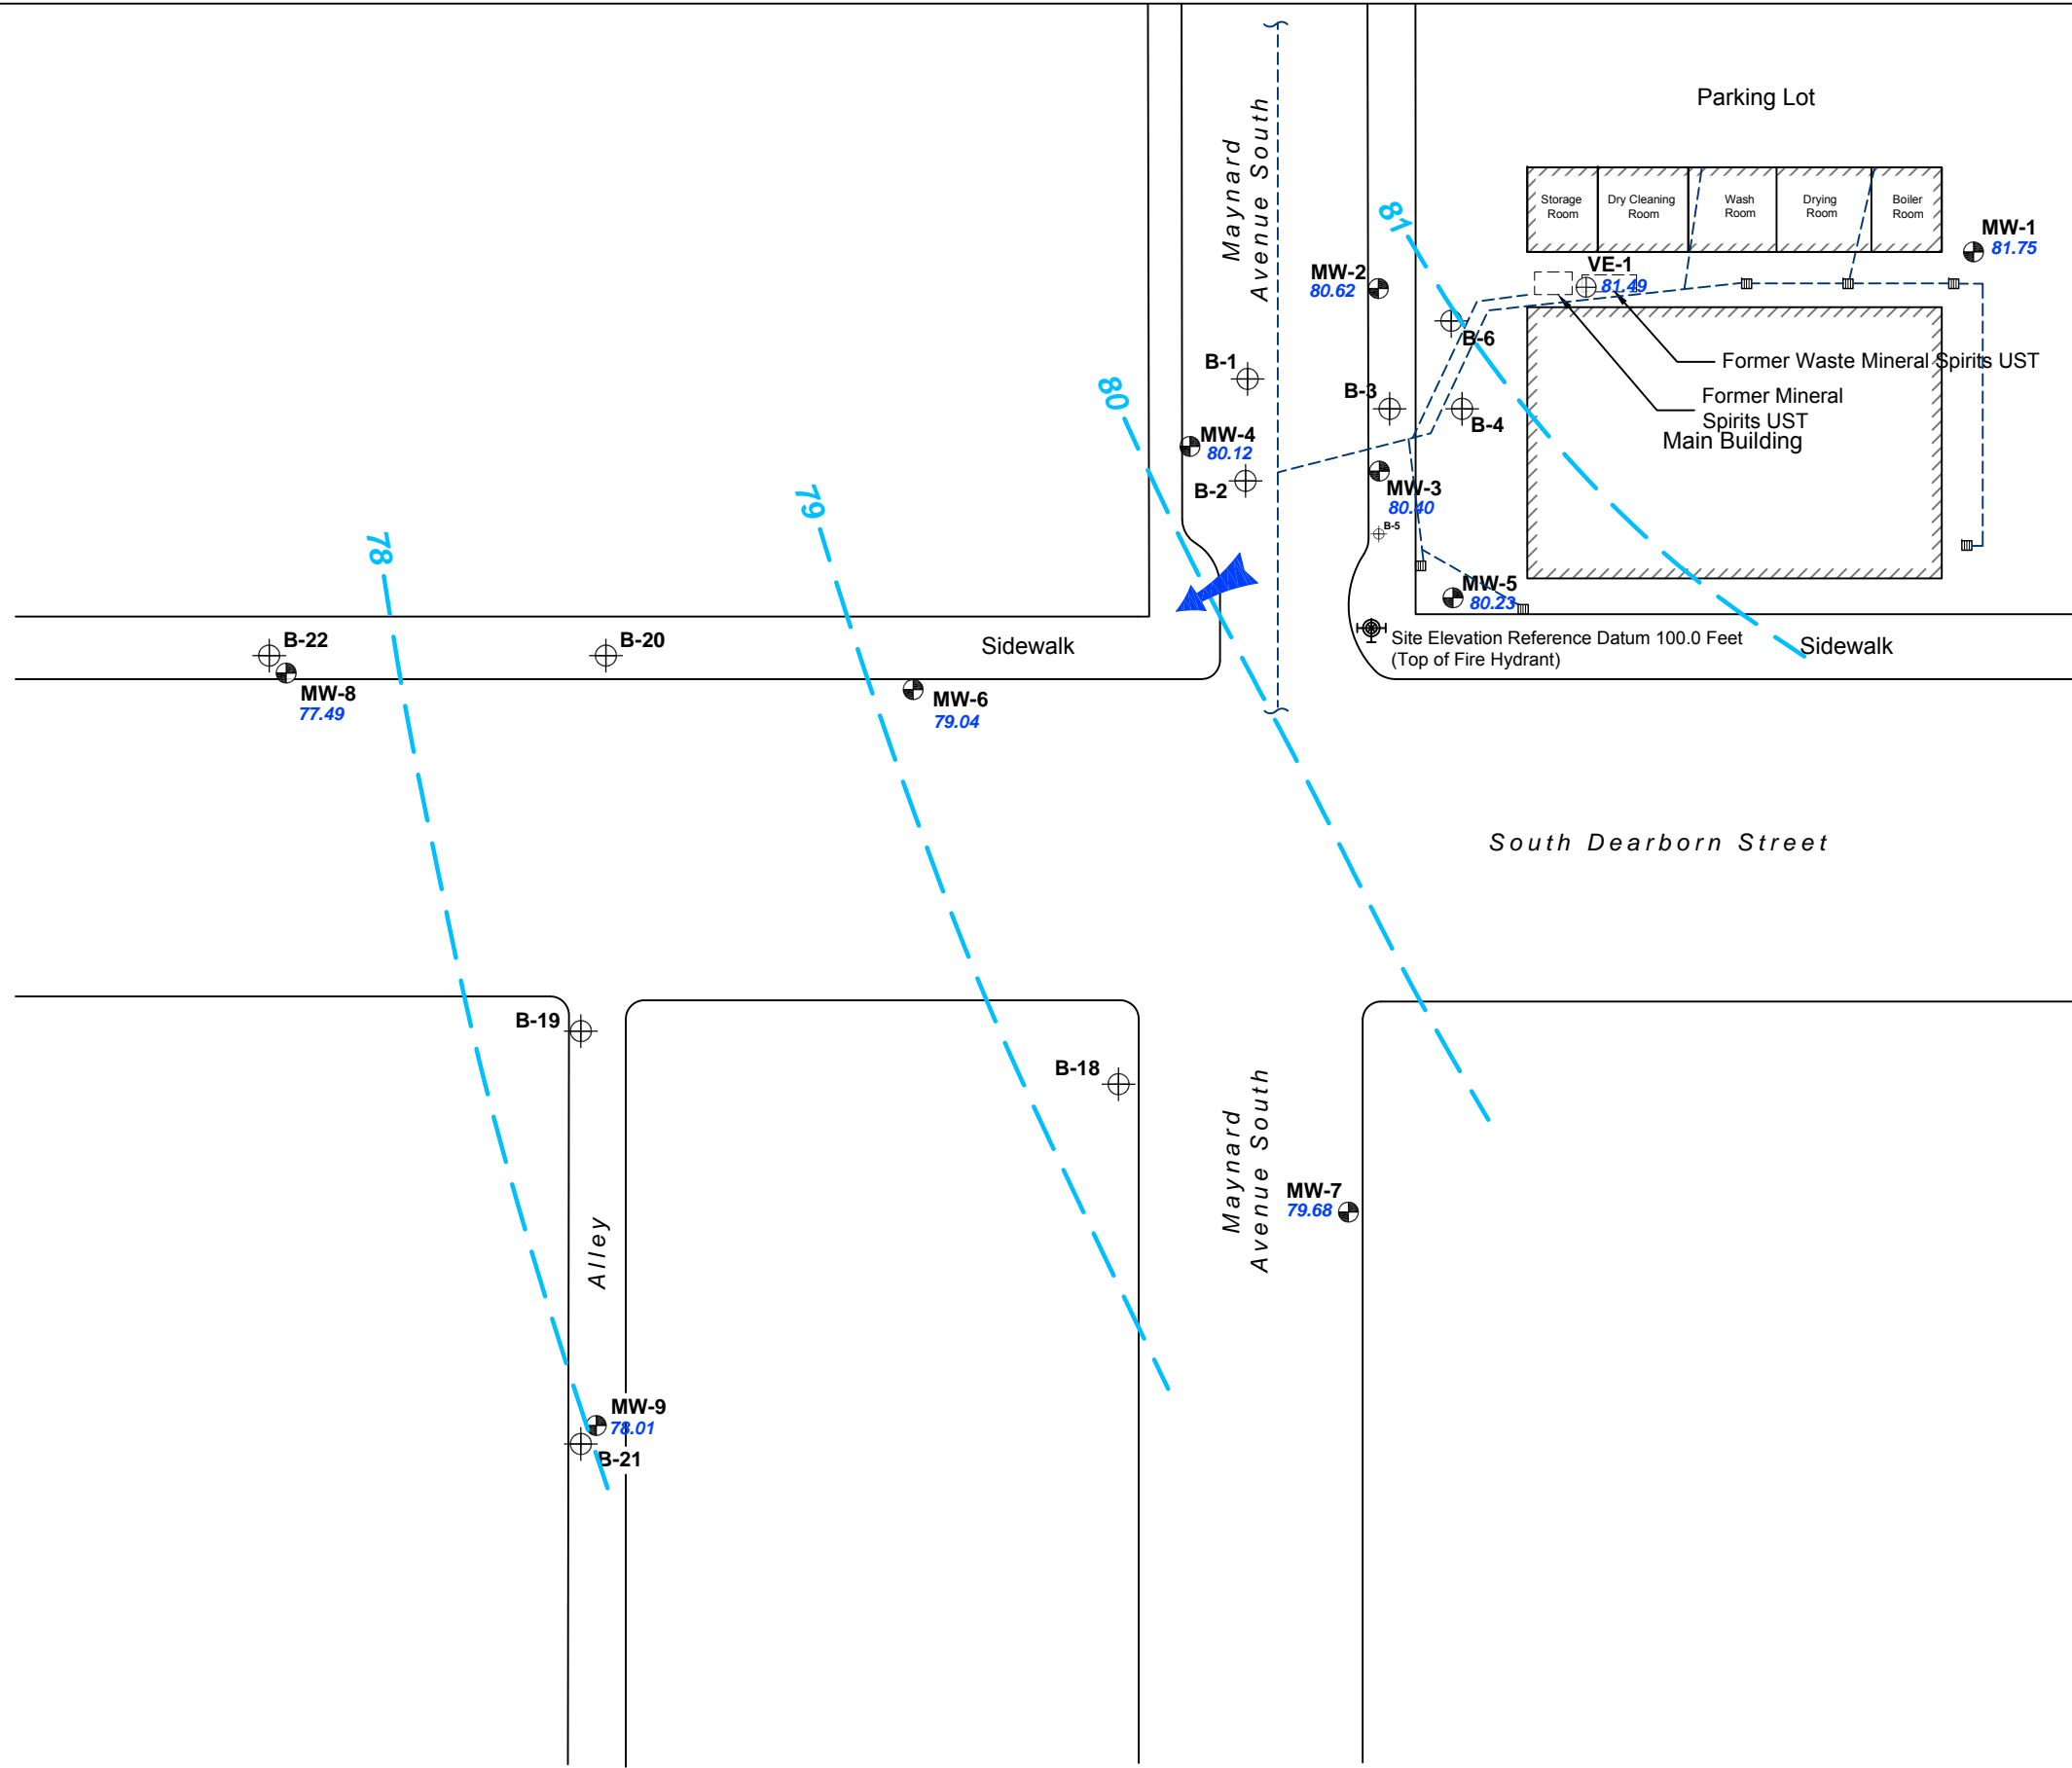 Parking Lot
Maynard
Avenue South
Storage
Room
Dry Cleaning
Room
Wash
Room
Drying
Room
Boiler
Room
MW-1
81.75
81
MW-2
80.62
VE-1
81.49
B-6
Former Waste Mineral Spirits UST
Former Mineral
Spirits UST
Main Building
B-1
B-3
B-4
80
MW-4
80.12
B-2
MW-3
80.40
B-5
79
78
MW-5
80.23
Site Elevation Reference Datum 100.0 Feet
(Top of Fire Hydrant)
Sidewalk
Sidewalk
B-22
B-20
MW-8
77.49
MW-6
79.04
South Dearborn Street
B-19
B-18
Maynard
Avenue South
MW-7
79.68
Alley
MW-9
78.01
B-21